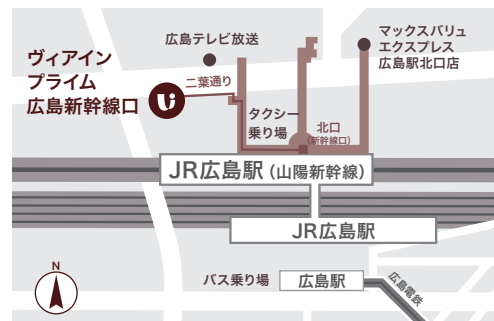 広島テレビ放送
マックスバリュ
エクスプレス
広島駅北口店
ヴィアイン
プライム
広島新幹線口
二葉通り
タクシー
乗り場
北口
(新幹線口)
JR広島駅(山陽新幹線)
JR広島駅
バス乗り場
広島駅
広島電鉄
N